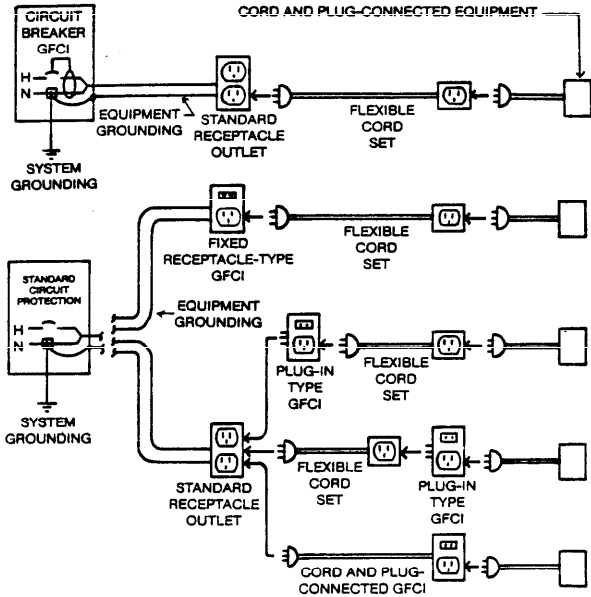 CORD AND PLUG-CONNECTED EQUIPMENT
CIRCUIT
BREAKER
GFCI
H
N
EQUIPMENT
GROUNDING
STANDARD
RECEPTACLE
OUTLET
FLEXIBLE
CORD
SET
SYSTEM
GROUNDING
FIXED
RECEPTACLE-TYPE
GFCI
FLEXIBLE
CORD
SET
STANDARD
CIRCUIT
PROTECTION
H
N
EQUIPMENT
GROUNDING
PLUG-IN
TYPE
GFCI
FLEXIBLE
CORD
SET
SYSTEM
GROUNDING
STANDARD
RECEPTACLE
OUTLET
FLEXIBLE
CORD
SET
PLUG-IN
TYPE
GFCI
CORD AND PLUG-
CONNECTED GFCI